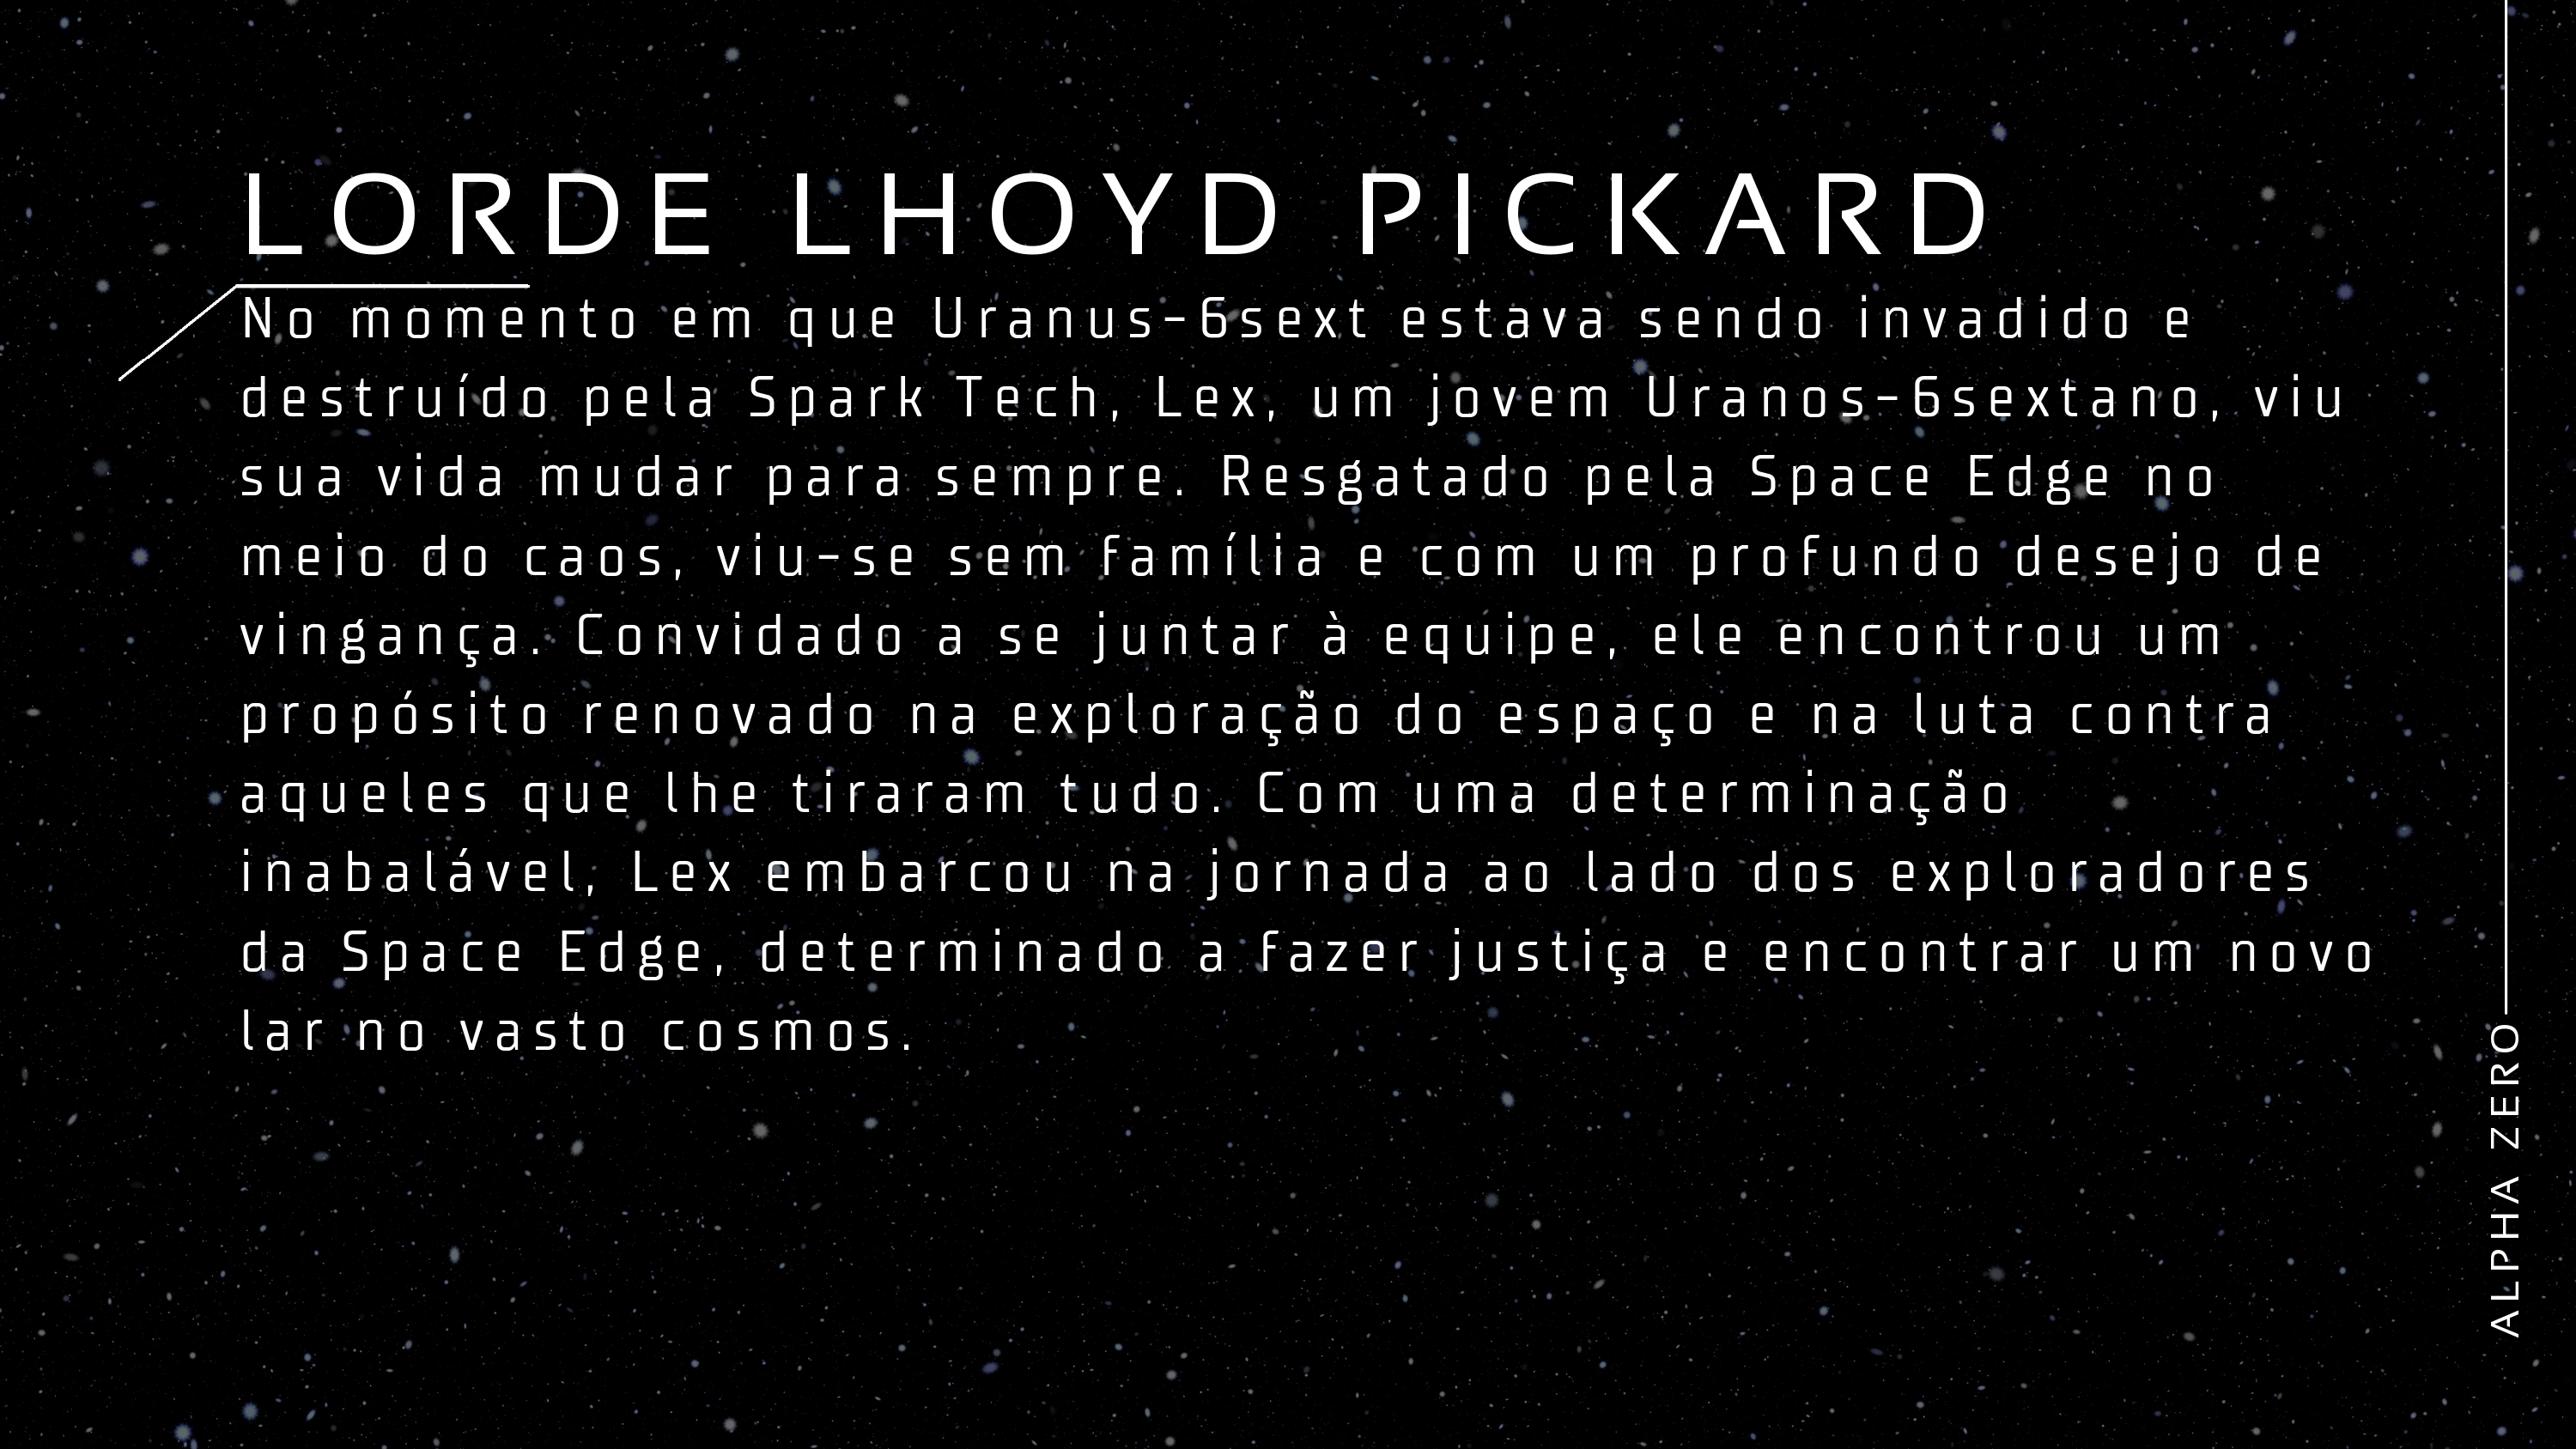 LORDE LHOYD PICKARD
No momento em que Uranus-6sext estava sendo invadido e
destruído pela Spark Tech, Lex, um jovem Uranos-6sextano, viu
sua vida mudar para sempre. Resgatado pela Space Edge no
meio do caos, viu-se sem família e com um profundo desejo de
vingança. Convidado a se juntar à equipe, ele encontrou um
propósito renovado na exploração do espaço e na luta contra
aqueles que lhe tiraram tudo. Com uma determinação
inabalável, Lex embarcou na jornada ao lado dos exploradores
da Space Edge, determinado a fazer justiça e encontrar um novo
lar no vasto cosmos.
ALPHA ZERO